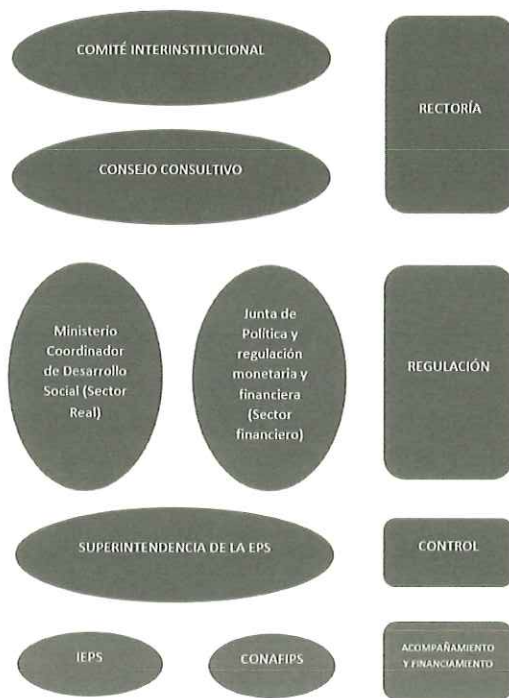 COMITÉ INTERINSTITUCIONAL
RECTORÍA
CONSEJO CONSULTIVO
Ministerio
Coordinador
de Desarrollo
Social (Sector
Real)
Junta de
Política y
regulación
monetaria y
financiera
(Sector
financiero)
REGULACIÓN
SUPERINTENDENCIA DE LA EPS
CONTROL
IEPS
CONAFIPS
ACOMPAÑAMIENTO
Y FINANCIAMIENTO